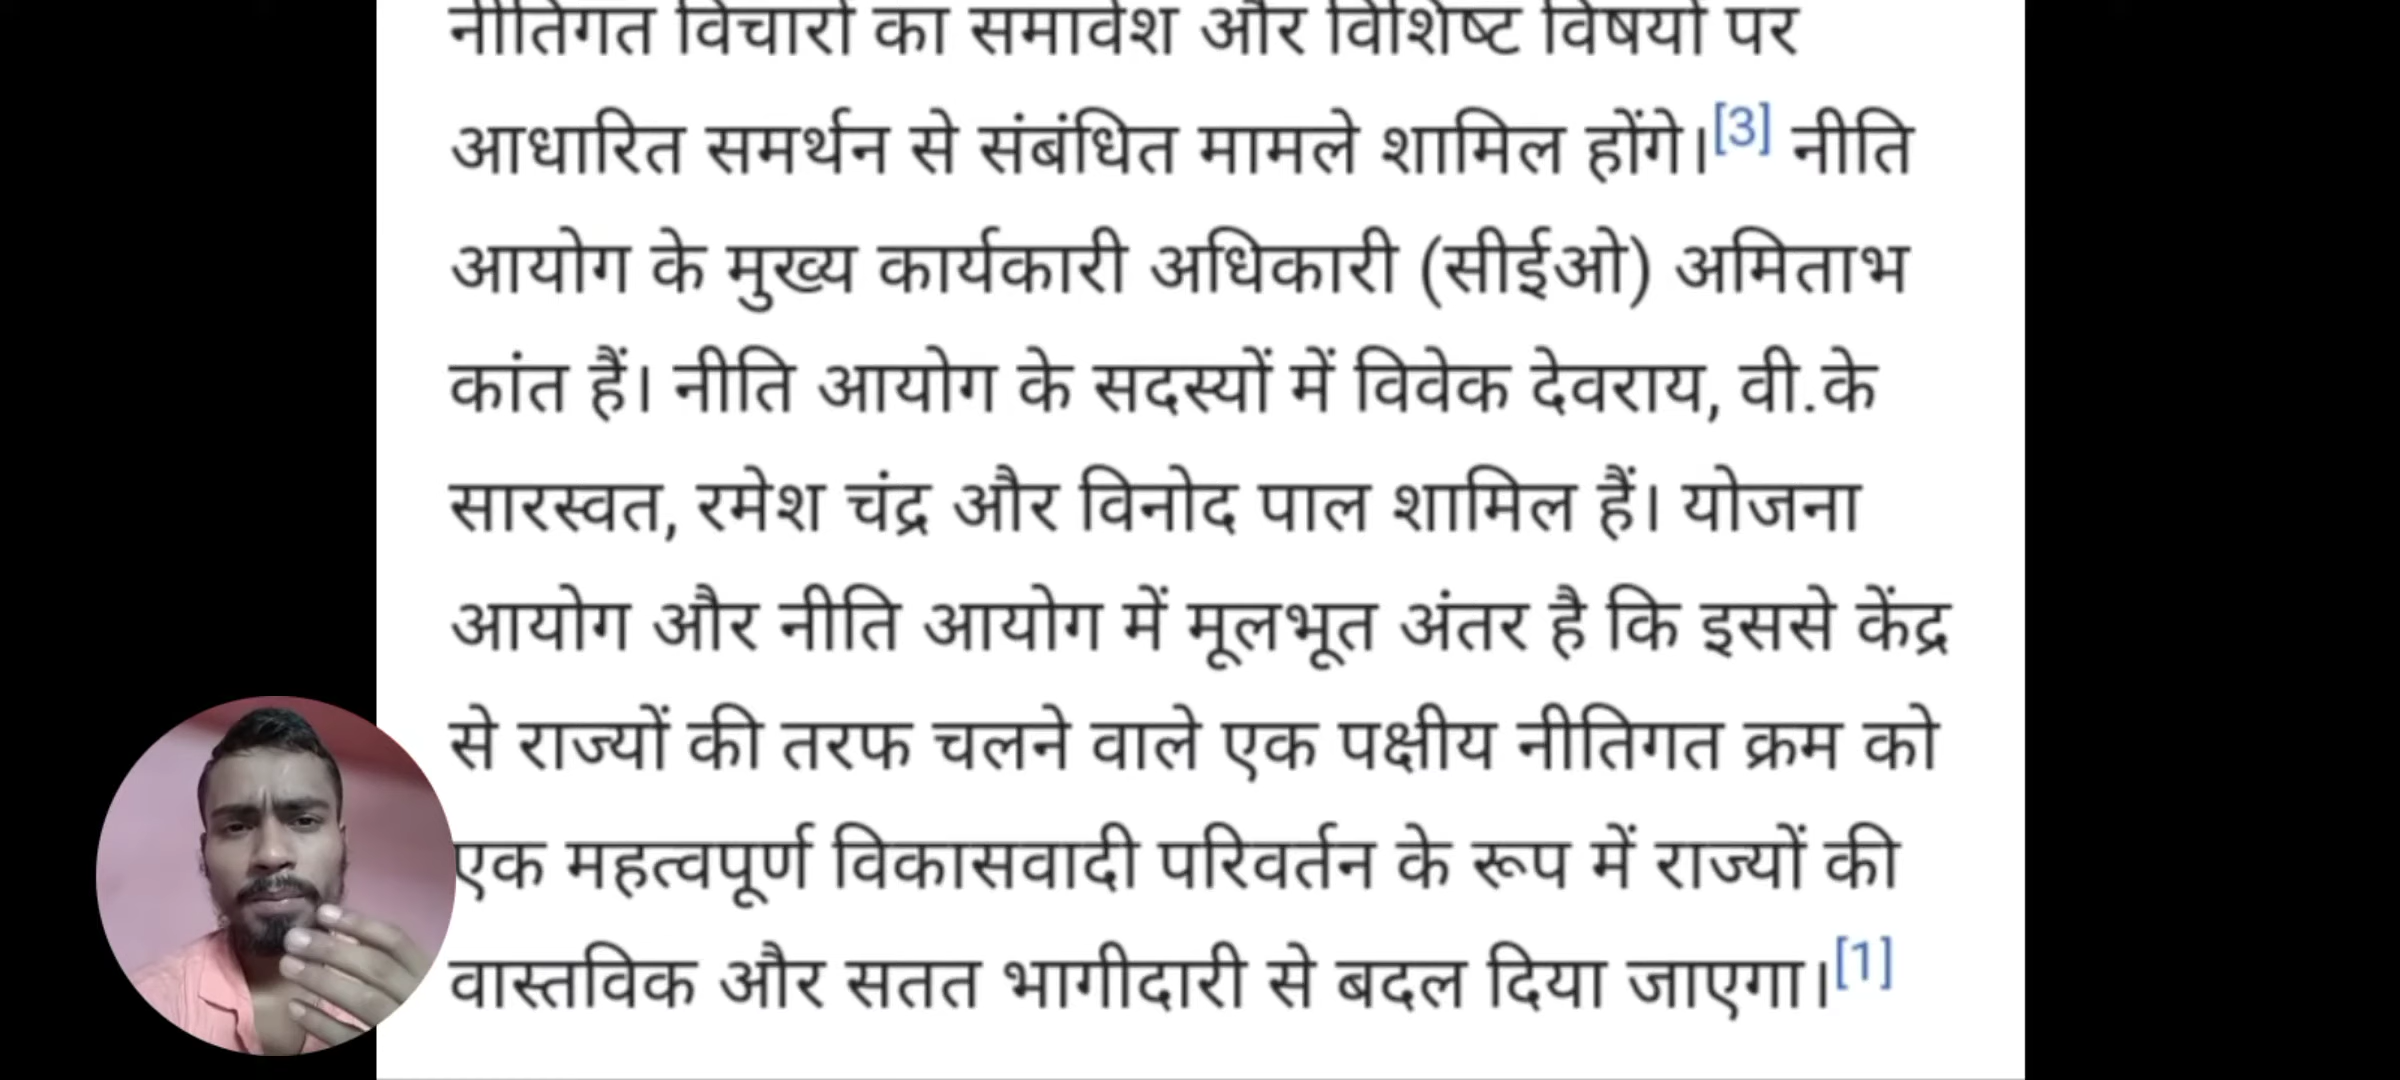 नीतिगत विचारों का समावेश और विशिष्ट विषयों पर
आधारित समर्थन से संबंधित मामले शामिल होंगे।[3] नीति
आयोग के मुख्य कार्यकारी अधिकारी (सीईओ) अमिताभ
कांत हैं। नीति आयोग के सदस्यों में विवेक देवराय, वी.के
सारस्वत, रमेश चंद्र और विनोद पाल शामिल हैं। योजना
आयोग और नीति आयोग में मूलभूत अंतर है कि इससे केंद्र
से राज्यों की तरफ चलने वाले एक पक्षीय नीतिगत क्रम को
एक महत्वपूर्ण विकासवादी परिवर्तन के रूप में राज्यों की
वास्तविक और सतत भागीदारी से बदल दिया जाएगा।[1]